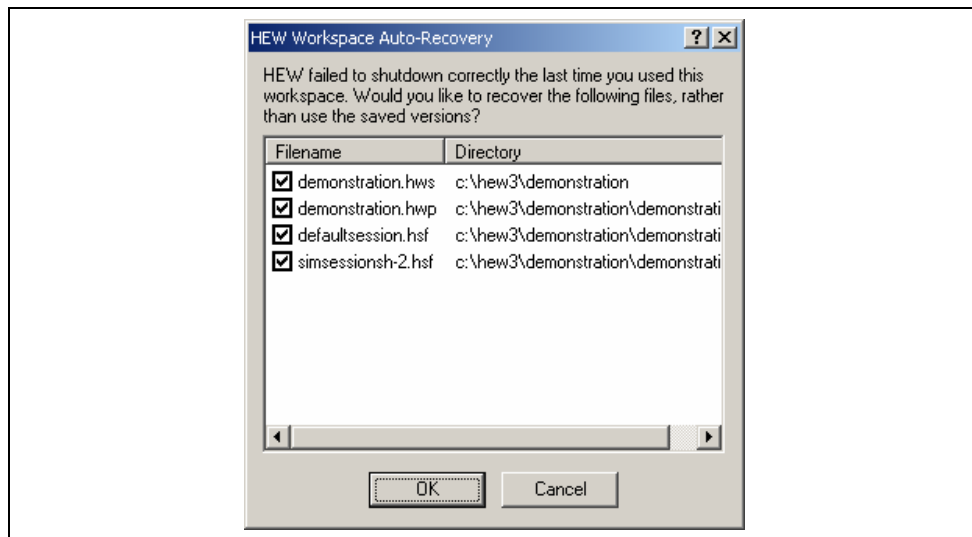 HEW Workspace Auto-Recovery
HEW failed to shutdown correctly the last time you used this
workspace. Would you like to recover the following files, rather
than use the saved versions?
Filename Directory
demonstration.hws c:\hew3\demonstration
demonstration.hwp c:\hew3\demonstration\demonstrati
defaultsession.hsf c:\hew3\demonstration\demonstrati
simsessionsh-2.hsf c:\hew3\demonstration\demonstrati
OK Cancel